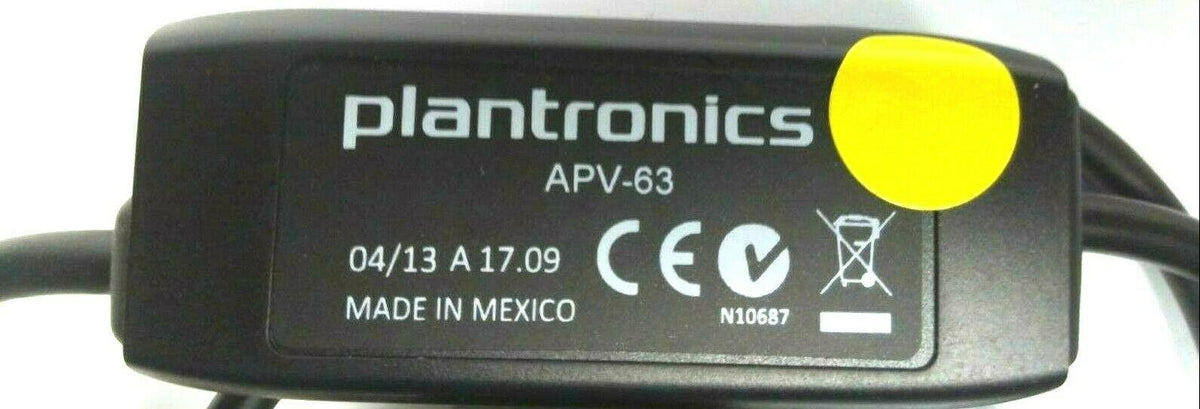 plantronics
APV-63
04/13 A 17.09
MADE IN MEXICO
CE
N10687